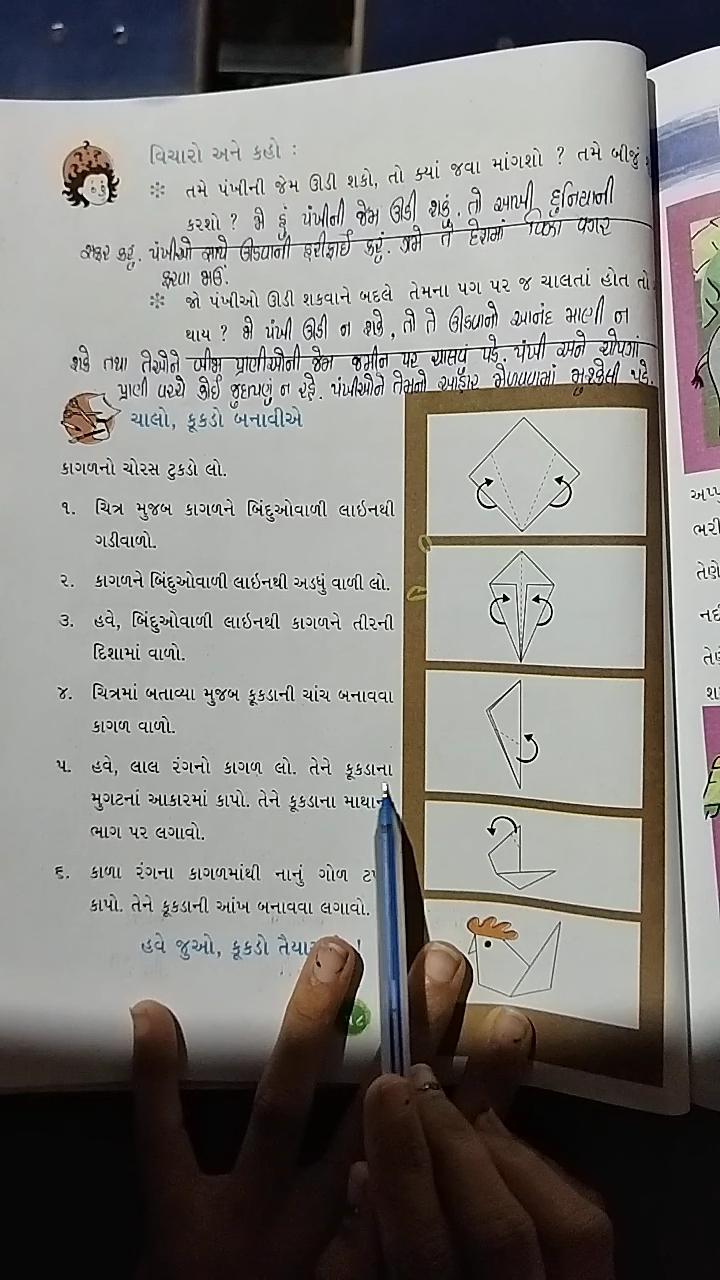 વિચારો અને કહો :
❊ તમે પંખીની જેમ ઊડી શકો, તો ક્યાં જવા માંગશો ? તમે બીજું
કરશો ? જો હું પંખીની જેમ ઊડી શકું, તો આખી દુનિયાની
સફર કરું. પંખીઓ સાથે ઊડવાની હરીફાઈ કરું. ગમે તે દેશમાં વિઝા વગર
ફરવા જાઉં.
❊ જો પંખીઓ ઊડી શકવાને બદલે તેમના પગ પર જ ચાલતાં હોત તો
થાય ? જો પંખી ઊડી ન શકે, તો તે ઊડવાનો આનંદ માણી ન
શકે તથા તેઓને બીજા પ્રાણીઓની જેમ જમીન પર ચાલવું પડે. પંખી અને ચોપગાં
પ્રાણી વચ્ચે કોઈ જુદાપણું ન રહે. પંખીઓને તેમનો આહાર મેળવવામાં મુશ્કેલી પડે.
ચાલો, કૂકડો બનાવીએ
કાગળનો ચોરસ ટુકડો લો.
૧. ચિત્ર મુજબ કાગળને બિંદુઓવાળી લાઇનથી
ગડીવાળો.
૨. કાગળને બિંદુઓવાળી લાઇનથી અડધું વાળી લો.
૩. હવે, બિંદુઓવાળી લાઇનથી કાગળને તીરની
દિશામાં વાળો.
૪. ચિત્રમાં બતાવ્યા મુજબ કૂકડાની ચાંચ બનાવવા
કાગળ વાળો.
૫. હવે, લાલ રંગનો કાગળ લો. તેને કૂકડાના
મુગટનાં આકારમાં કાપો. તેને કૂકડાના માથાના
ભાગ પર લગાવો.
૬. કાળા રંગના કાગળમાંથી નાનું ગોળ
કાપો. તેને કૂકડાની આંખ બનાવવા લગાવો.
હવે જુઓ, કૂકડો તૈયાર !
અપ્પુ
ભરી
તેણે